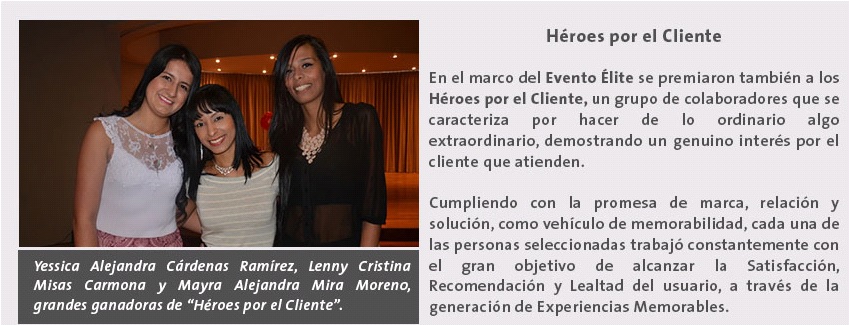 Héroes por el Cliente
En el marco del Evento Élite se premiaron también a los
Héroes por el Cliente, un grupo de colaboradores que se
caracteriza por hacer de lo ordinario algo
extraordinario, demostrando un genuino interés por el
cliente que atienden.
Cumpliendo con la promesa de marca, relación y
solución, como vehículo de memorabilidad, cada una de
las personas seleccionadas trabajó constantemente con
el gran objetivo de alcanzar la Satisfacción,
Recomendación y Lealtad del usuario, a través de la
generación de Experiencias Memorables.
Yessica Alejandra Cárdenas Ramírez, Lenny Cristina
Misas Carmona y Mayra Alejandra Mira Moreno,
grandes ganadoras de “Héroes por el Cliente”.